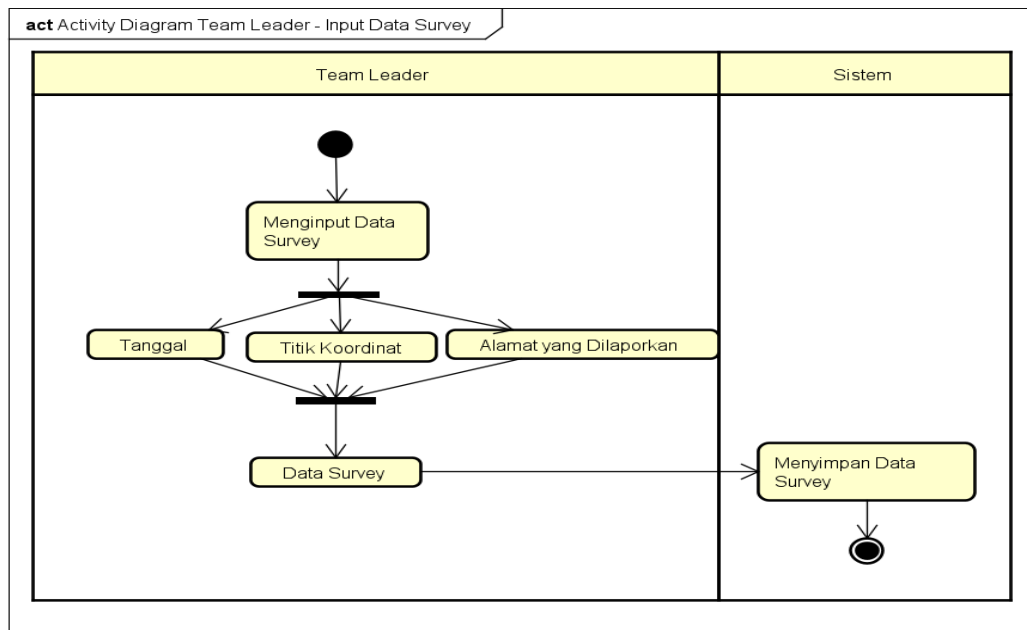 act Activity Diagram Team Leader - Input Data Survey
Team Leader
Sistem
Menginput Data
Survey
Tanggal
Titik Koordinat
Alamat yang Dilaporkan
Data Survey
Menyimpan Data
Survey